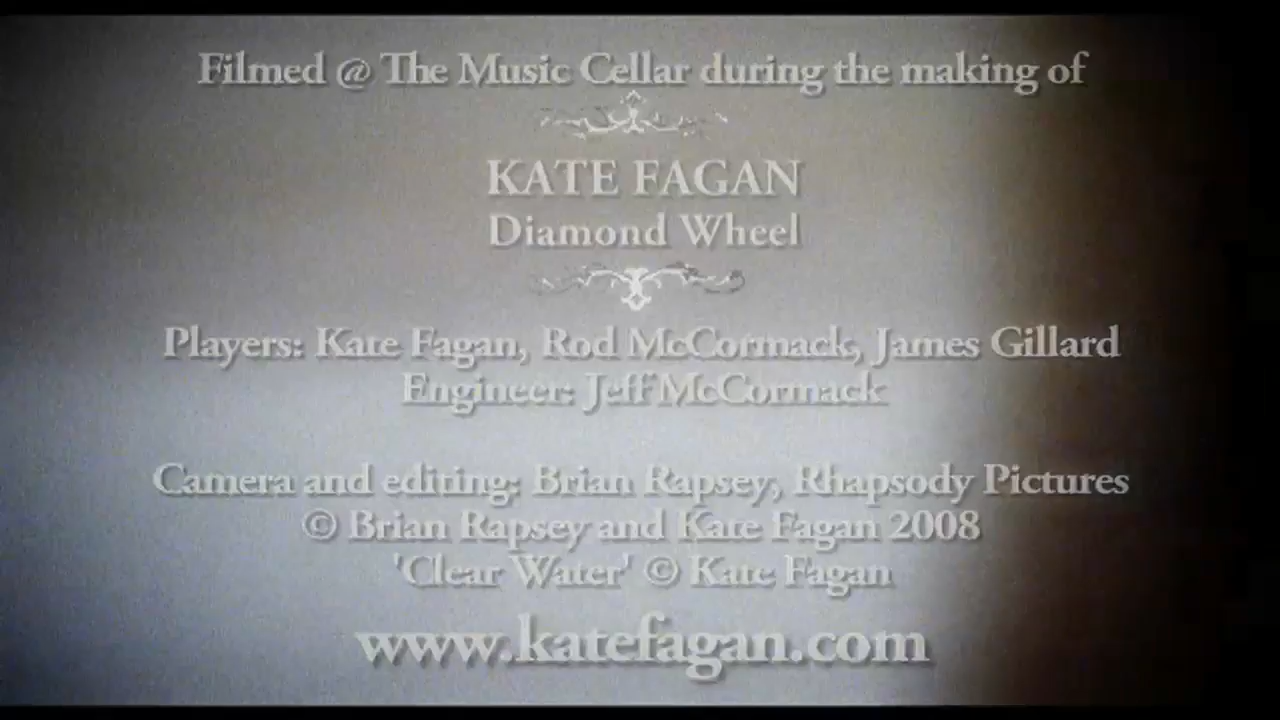 Filmed @ The Music Cellar during the making of
KATE FAGAN
Diamond Wheel
Players: Kate Fagan, Rod McCormack, James Gillard
Engineer: Jeff McCormack
Camera and editing: Brian Rapsey, Rhapsody Pictures
© Brian Rapsey and Kate Fagan 2008
'Clear Water' © Kate Fagan
www.katefagan.com